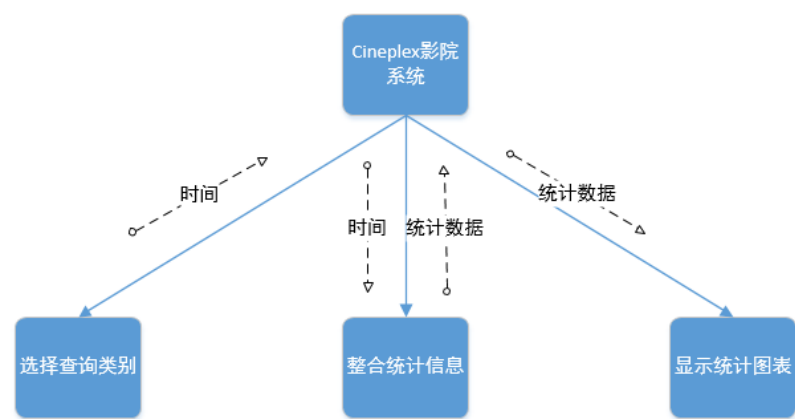 Cineplex影院
系统
时间
时间
统计数据
统计数据
选择查询类别
整合统计信息
显示统计图表